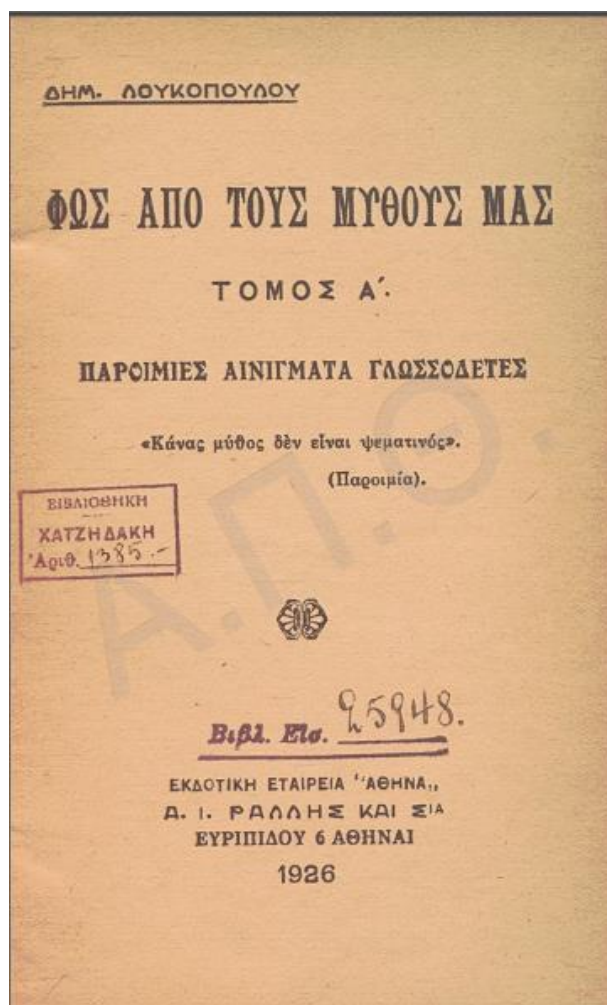 ΔΗΜ. ΛΟΥΚΟΠΟΥΛΟΥ
ΦΩΣ ΑΠΟ ΤΟΥΣ ΜΥΘΟΥΣ ΜΑΣ
ΤΟΜΟΣ Α΄.
ΠΑΡΟΙΜΙΕΣ ΑΙΝΙΓΜΑΤΑ ΓΛΩΣΣΟΔΕΤΕΣ
«Κάνας μύθος δὲν εἶναι ψεματινός».
(Παροιμία).
ΒΙΒΛΙΟΘΗΚΗ
ΧΑΤΖΗΔΑΚΗ
Ἀριθ. 1385.-
Α.Π.Θ.
Βιβλ. Εἰσ. 25948.
ΕΚΔΟΤΙΚΗ ΕΤΑΙΡΕΙΑ "ΑΘΗΝΑ„
Α. Ι. ΡΑΛΛΗΣ ΚΑΙ ΣΙΑ
ΕΥΡΙΠΙΔΟΥ 6 ΑΘΗΝΑΙ
1926